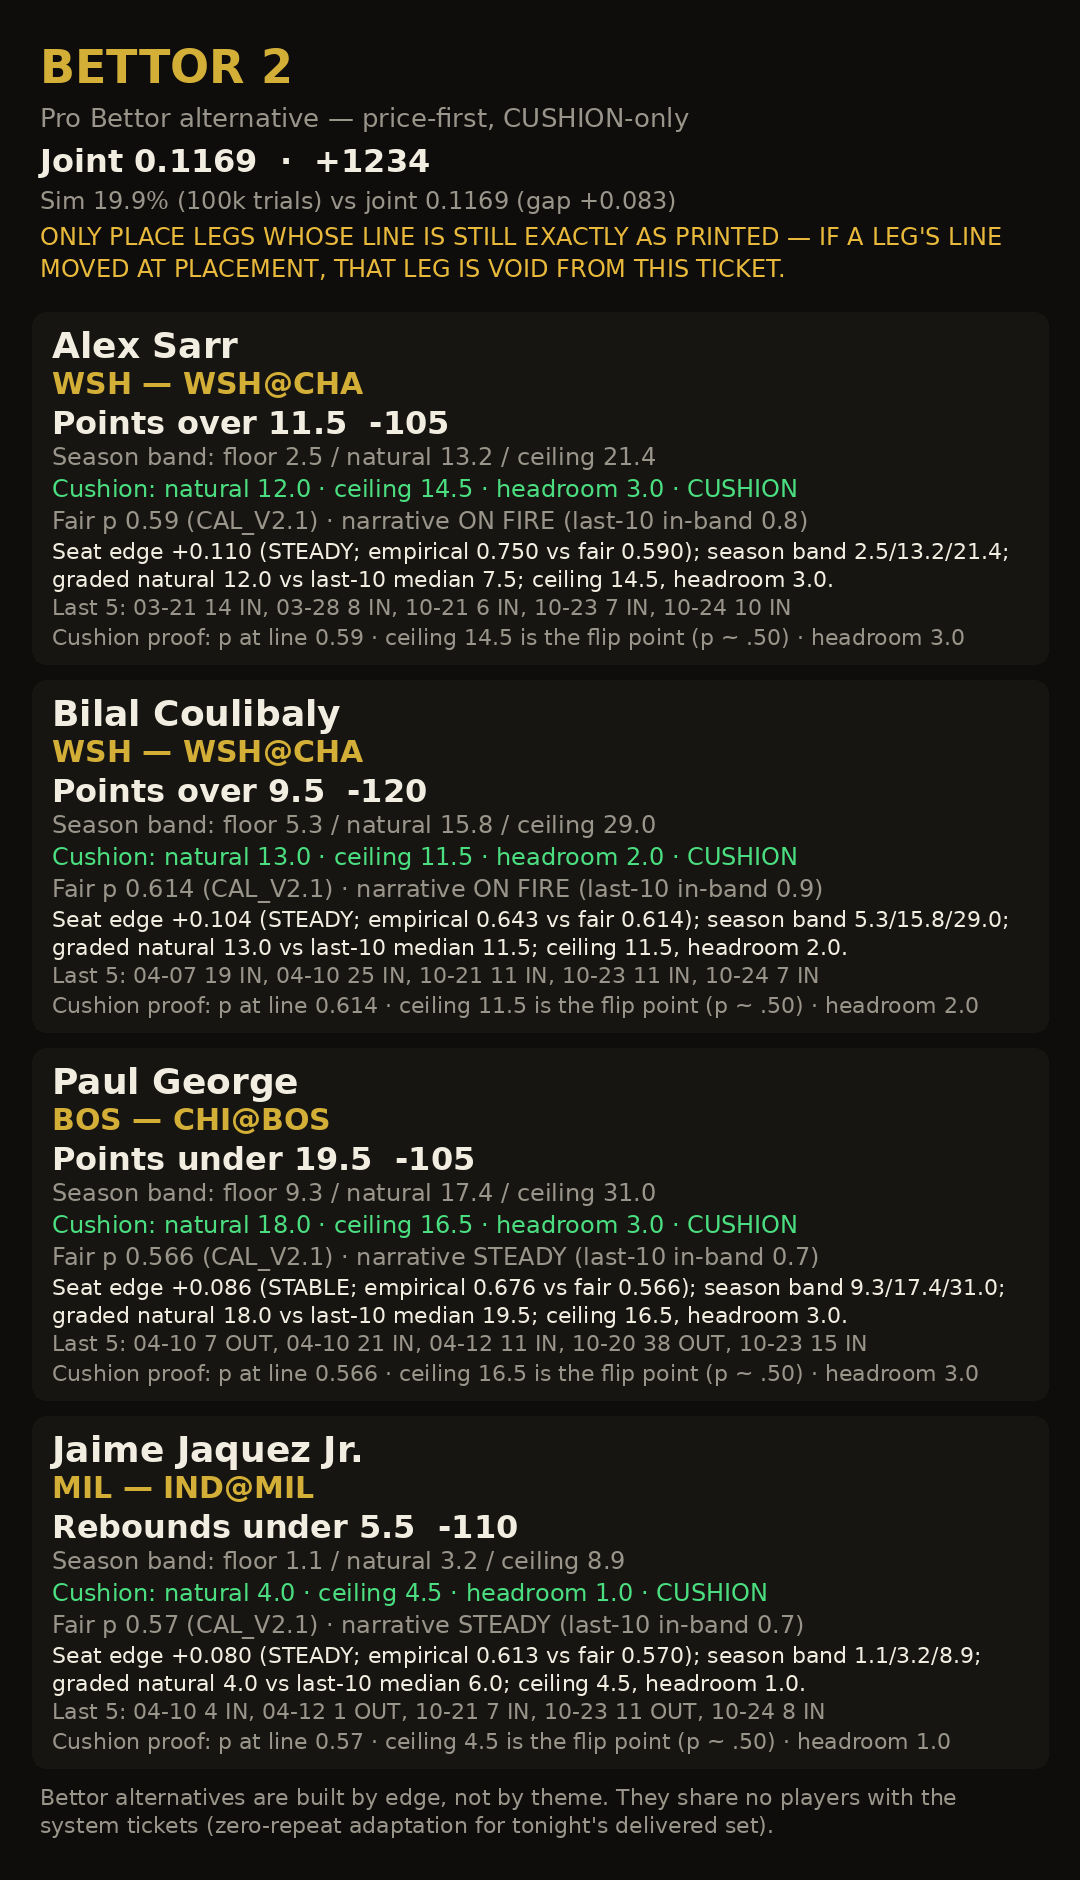 BETTOR 2
Pro Bettor alternative — price-first, CUSHION-only
Joint 0.1169 · +1234
Sim 19.9% (100k trials) vs joint 0.1169 (gap +0.083)
ONLY PLACE LEGS WHOSE LINE IS STILL EXACTLY AS PRINTED — IF A LEG'S LINE
MOVED AT PLACEMENT, THAT LEG IS VOID FROM THIS TICKET.
Alex Sarr
WSH — WSH@CHA
Points over 11.5 -105
Season band: floor 2.5 / natural 13.2 / ceiling 21.4
Cushion: natural 12.0 · ceiling 14.5 · headroom 3.0 · CUSHION
Fair p 0.59 (CAL_V2.1) · narrative ON FIRE (last-10 in-band 0.8)
Seat edge +0.110 (STEADY; empirical 0.750 vs fair 0.590); season band 2.5/13.2/21.4;
graded natural 12.0 vs last-10 median 7.5; ceiling 14.5, headroom 3.0.
Last 5: 03-21 14 IN, 03-28 8 IN, 10-21 6 IN, 10-23 7 IN, 10-24 10 IN
Cushion proof: p at line 0.59 · ceiling 14.5 is the flip point (p ~ .50) · headroom 3.0
Bilal Coulibaly
WSH — WSH@CHA
Points over 9.5 -120
Season band: floor 5.3 / natural 15.8 / ceiling 29.0
Cushion: natural 13.0 · ceiling 11.5 · headroom 2.0 · CUSHION
Fair p 0.614 (CAL_V2.1) · narrative ON FIRE (last-10 in-band 0.9)
Seat edge +0.104 (STEADY; empirical 0.643 vs fair 0.614); season band 5.3/15.8/29.0;
graded natural 13.0 vs last-10 median 11.5; ceiling 11.5, headroom 2.0.
Last 5: 04-07 19 IN, 04-10 25 IN, 10-21 11 IN, 10-23 11 IN, 10-24 7 IN
Cushion proof: p at line 0.614 · ceiling 11.5 is the flip point (p ~ .50) · headroom 2.0
Paul George
BOS — CHI@BOS
Points under 19.5 -105
Season band: floor 9.3 / natural 17.4 / ceiling 31.0
Cushion: natural 18.0 · ceiling 16.5 · headroom 3.0 · CUSHION
Fair p 0.566 (CAL_V2.1) · narrative STEADY (last-10 in-band 0.7)
Seat edge +0.086 (STABLE; empirical 0.676 vs fair 0.566); season band 9.3/17.4/31.0;
graded natural 18.0 vs last-10 median 19.5; ceiling 16.5, headroom 3.0.
Last 5: 04-10 7 OUT, 04-10 21 IN, 04-12 11 IN, 10-20 38 OUT, 10-23 15 IN
Cushion proof: p at line 0.566 · ceiling 16.5 is the flip point (p ~ .50) · headroom 3.0
Jaime Jaquez Jr.
MIL — IND@MIL
Rebounds under 5.5 -110
Season band: floor 1.1 / natural 3.2 / ceiling 8.9
Cushion: natural 4.0 · ceiling 4.5 · headroom 1.0 · CUSHION
Fair p 0.57 (CAL_V2.1) · narrative STEADY (last-10 in-band 0.7)
Seat edge +0.080 (STEADY; empirical 0.613 vs fair 0.570); season band 1.1/3.2/8.9;
graded natural 4.0 vs last-10 median 6.0; ceiling 4.5, headroom 1.0.
Last 5: 04-10 4 IN, 04-12 1 OUT, 10-21 7 IN, 10-23 11 OUT, 10-24 8 IN
Cushion proof: p at line 0.57 · ceiling 4.5 is the flip point (p ~ .50) · headroom 1.0
Bettor alternatives are built by edge, not by theme. They share no players with the
system tickets (zero-repeat adaptation for tonight's delivered set).